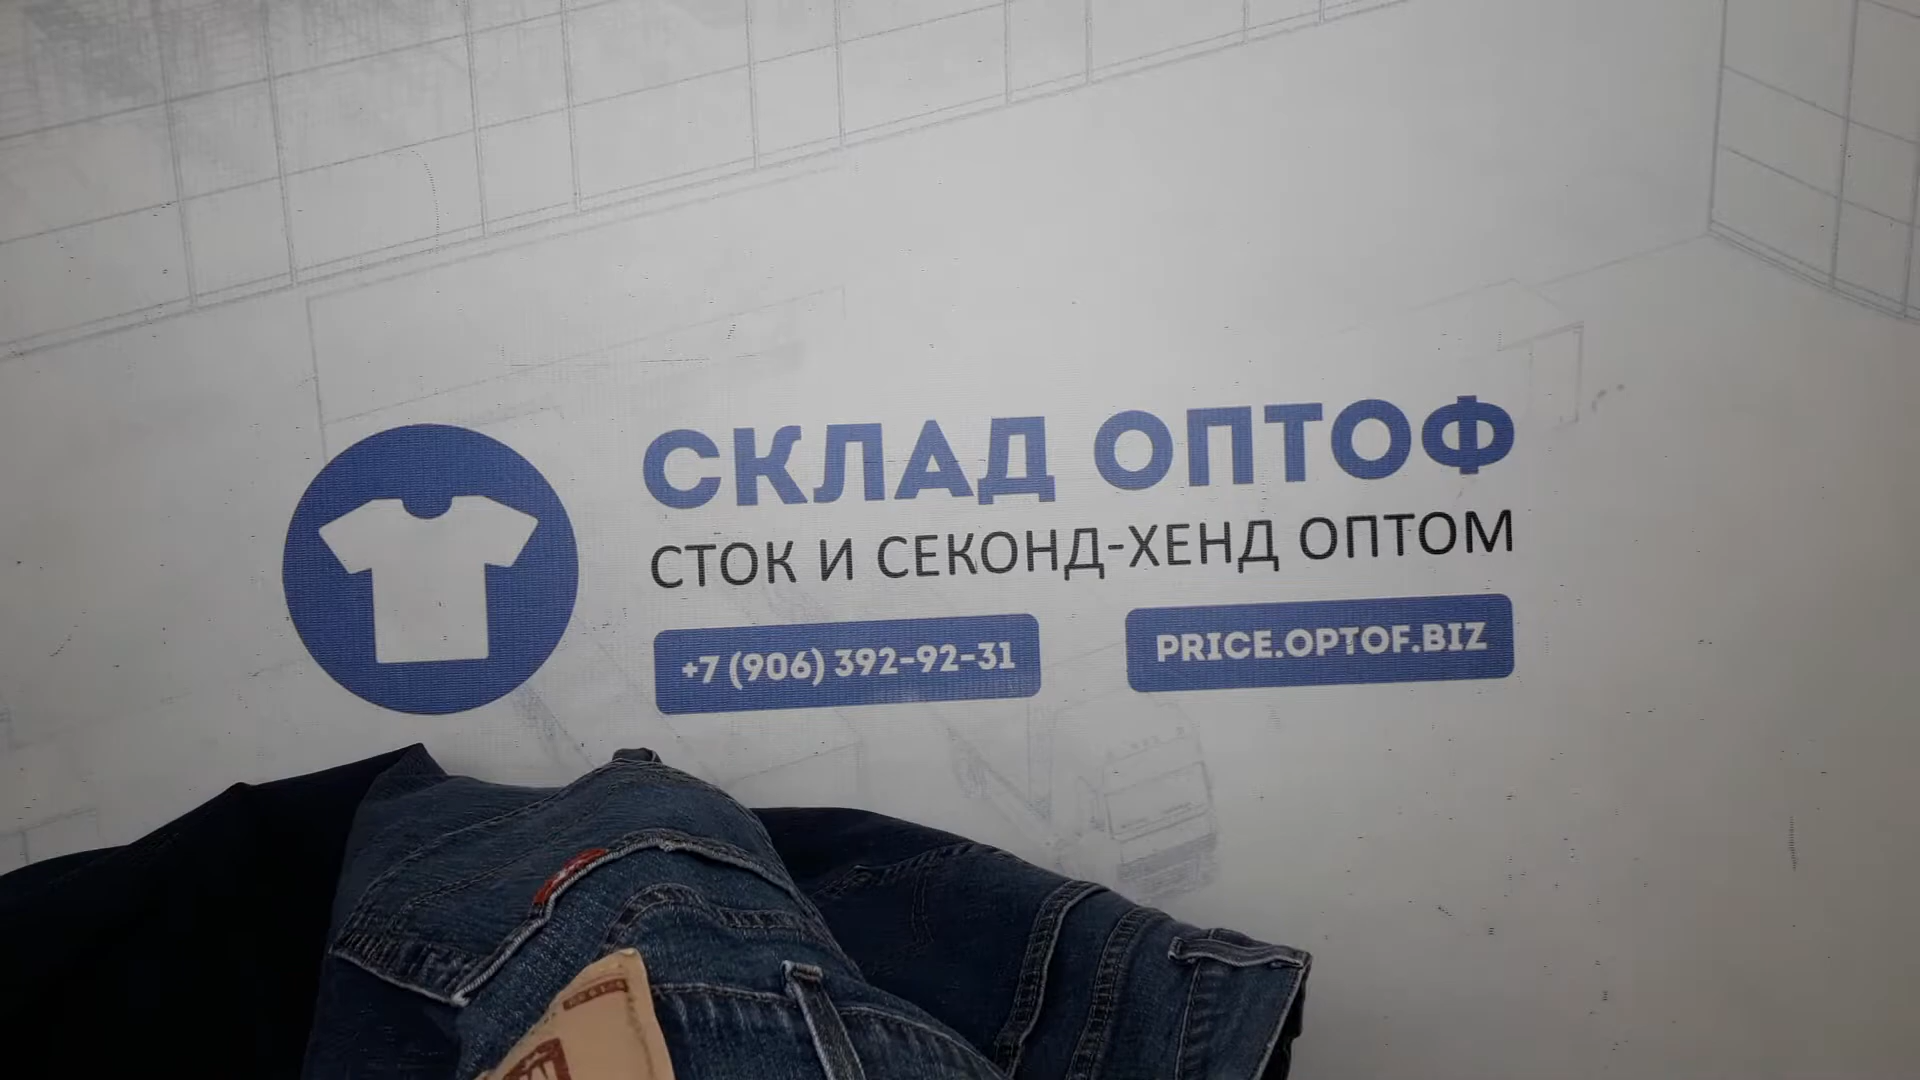 СКЛАД ОПТОФ
СТОК И СЕКОНД-ХЕНД ОПТОМ
+7 (906) 392-92-31
PRICE.OPTOF.BIZ